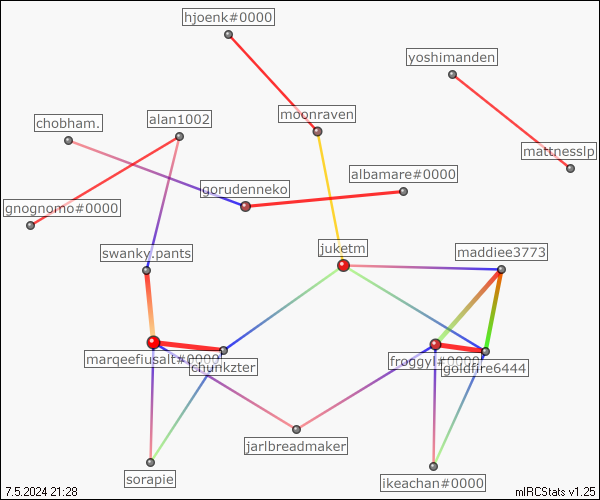 hjoenk#0000
yoshimanden
moonraven
alan1002
chobham.
mattnesslp
albamare#0000
gorudenneko
gnognomo#0000
juketm
maddiee3773
swanky.pants
marqeefiusalt#0000
froggyl#0000
chunkzter
goldfire6444
jarlbreadmaker
sorapie
ikeachan#0000
7.5.2024 21:28
mIRCStats v1.25